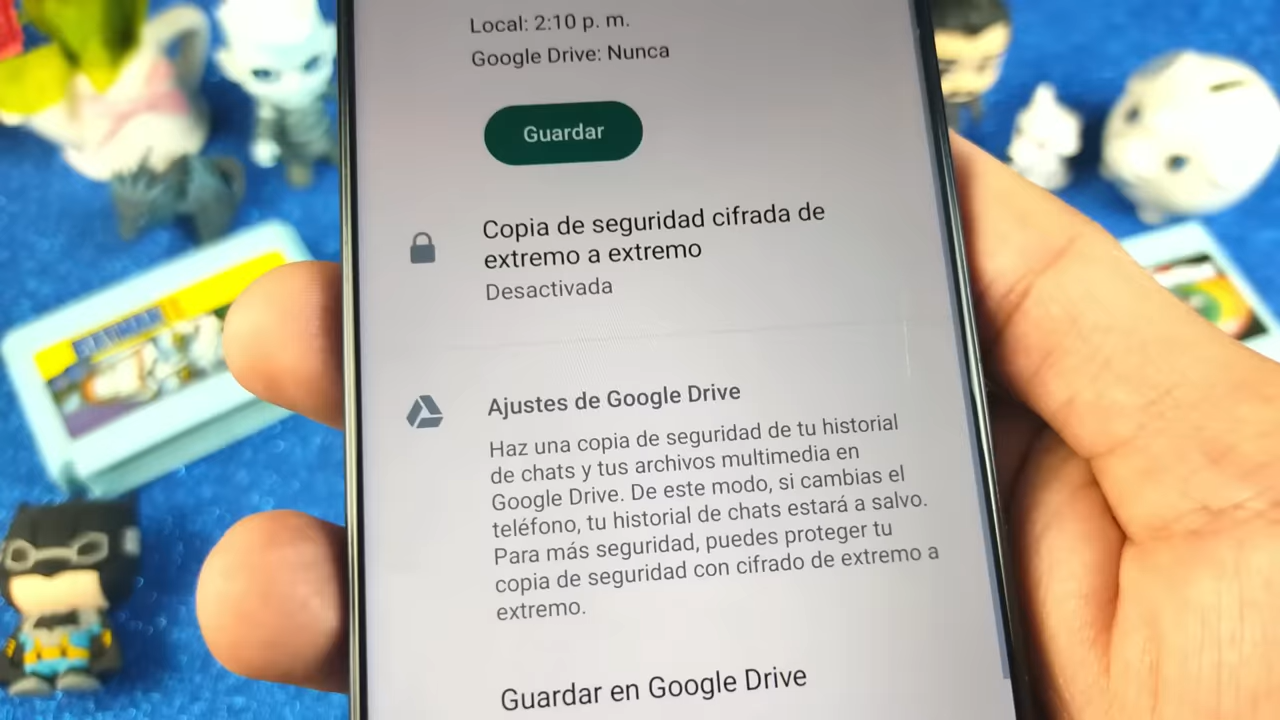 Local: 2:10 p. m.
Google Drive: Nunca
Guardar
Copia de seguridad cifrada de
extremo a extremo
Desactivada
BATMAN
Ajustes de Google Drive
Haz una copia de seguridad de tu historial
de chats y tus archivos multimedia en
Google Drive. De este modo, si cambias el
teléfono, tu historial de chats estará a salvo.
Para más seguridad, puedes proteger tu
copia de seguridad con cifrado de extremo a
extremo.
Guardar en Google Drive